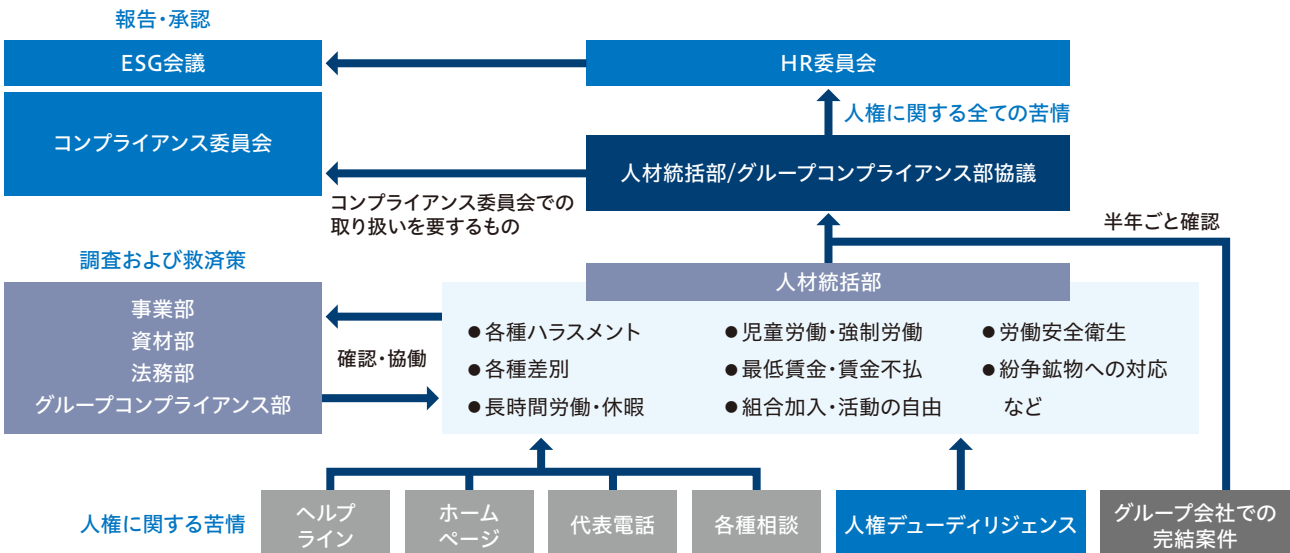 報告・承認
ESG会議
HR委員会
人権に関する全ての苦情
コンプライアンス委員会
人材統括部/グループコンプライアンス部協議
コンプライアンス委員会での
取り扱いを要するもの
半年ごと確認
調査および救済策
人材統括部
事業部
資材部
法務部
グループコンプライアンス部
確認・協働
●各種ハラスメント
●各種差別
●長時間労働・休暇
●児童労働・強制労働
●最低賃金・賃金不払
●組合加入・活動の自由
●労働安全衛生
●紛争鉱物への対応
など
人権に関する苦情
ヘルプ
ライン
ホーム
ページ
代表電話
各種相談
人権デューディリジェンス
グループ会社での
完結案件